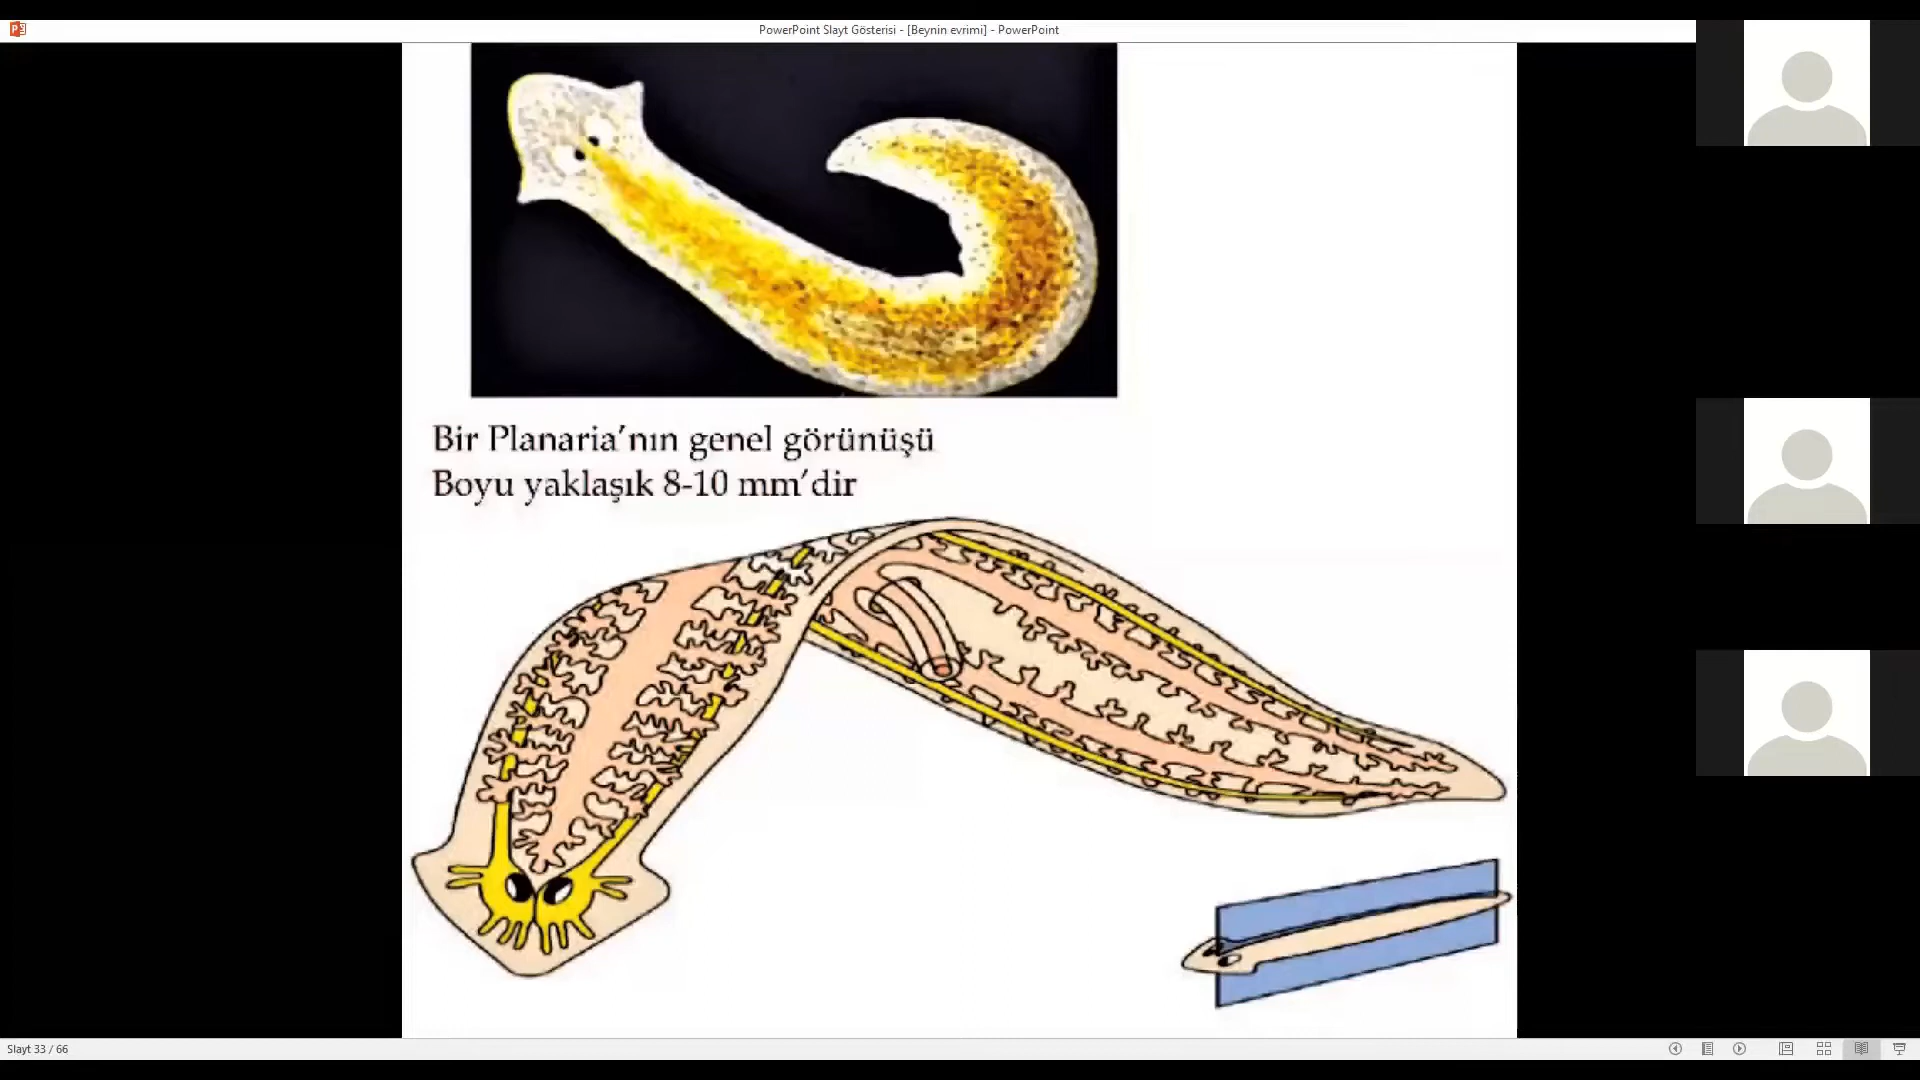 PowerPoint Slayt Gösterisi - [Beynin evrimi] - PowerPoint
Bir Planaria’nın genel görünüşü
Boyu yaklaşık 8-10 mm’dir
Slayt 33 / 66